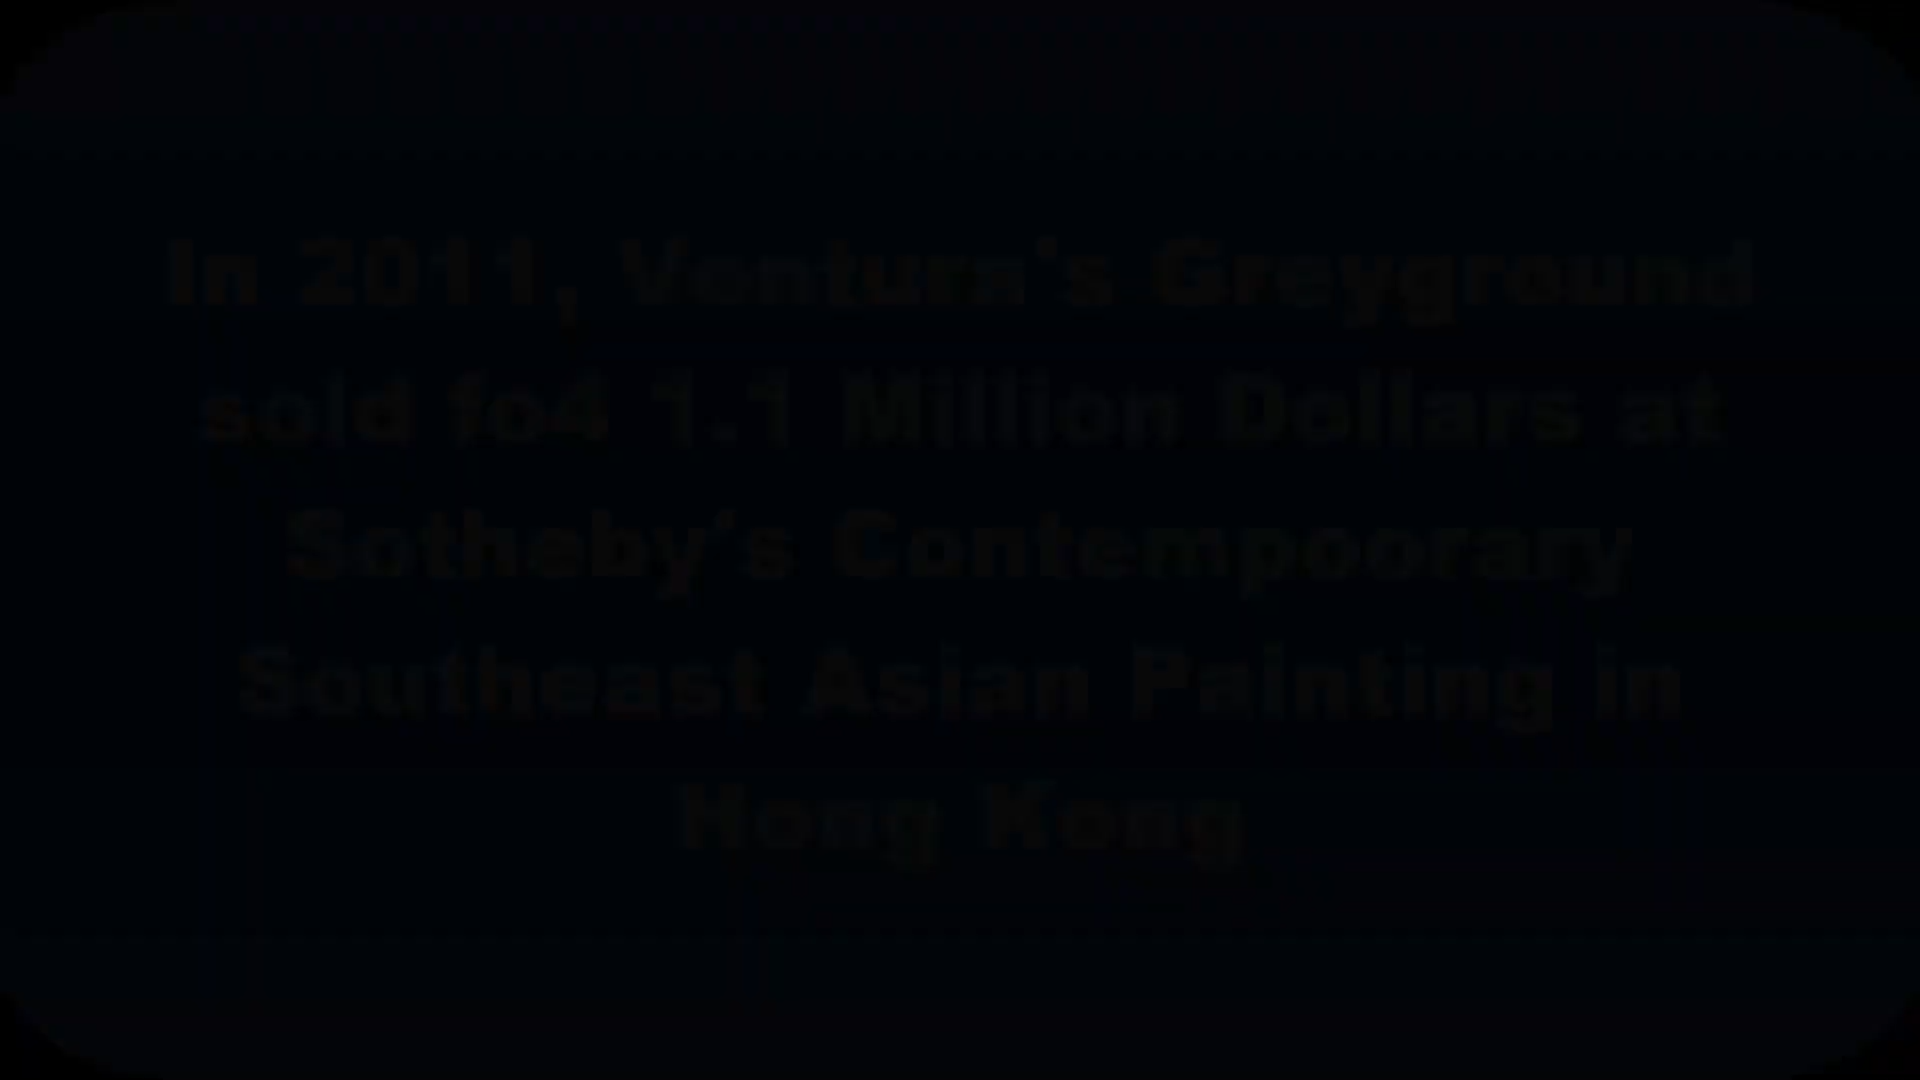 In 2011, Ventura's Greyground
sold fo4 1.1 Million Dollars at
Sotheby's Contempoorary
Southeast Asian Painting in
Hong Kong